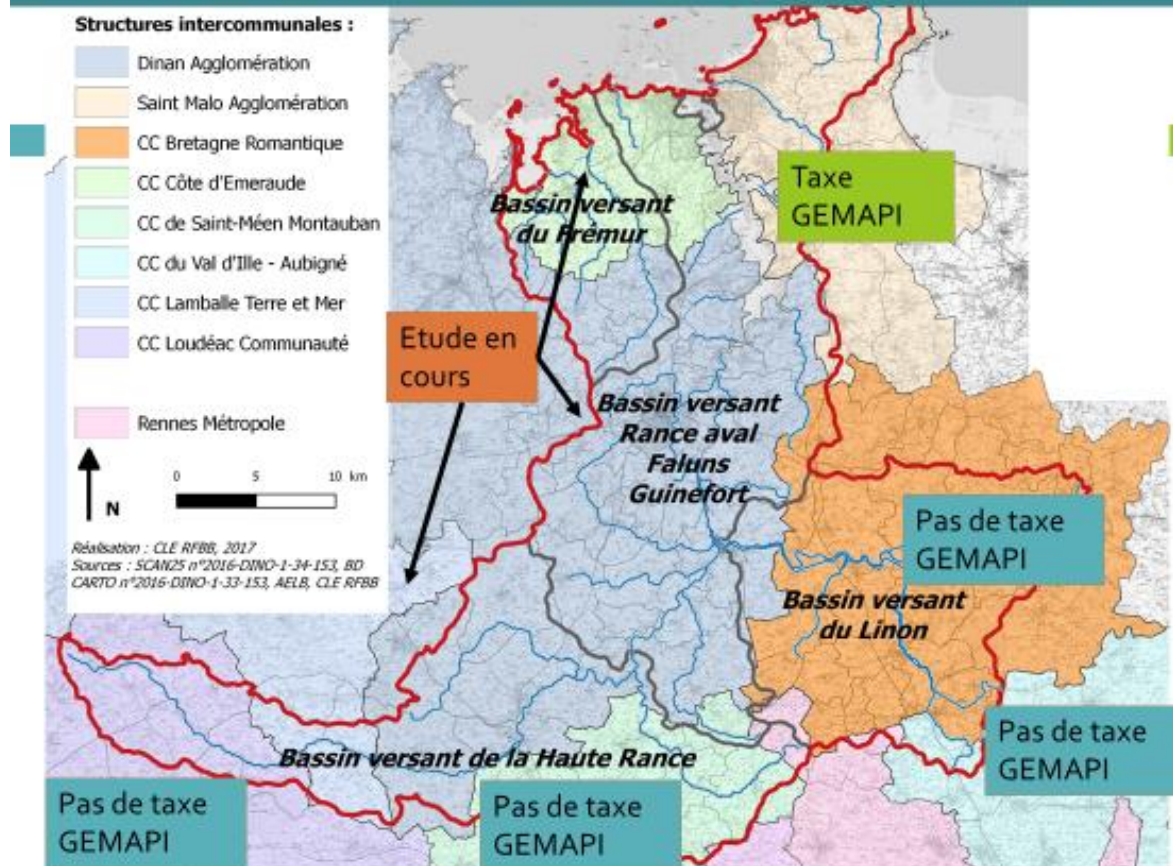 Structures intercommunales :
Dinan Agglomération
Saint Malo Agglomération
CC Bretagne Romantique
CC Côte d'Emeraude
CC de Saint-Méen Montauban
CC du Val d'Ille - Aubigné
CC Lamballe Terre et Mer
CC Loudéac Communauté
Rennes Métropole
N
0 5 10 km
Réalisation : CLE RFBB, 2017
Sources : SCAN25 n°2016-DINO-1-34-153, BD
CARTO n°2016-DINO-1-33-153, AELB, CLE RFBB
Bassin versant
du Frémur
Taxe
GEMAPI
Etude en
cours
Bassin versant
Rance aval
Faluns
Guinefort
Pas de taxe
GEMAPI
Bassin versant
du Linon
Bassin versant de la Haute Rance
Pas de taxe
GEMAPI
Pas de taxe
GEMAPI
Pas de taxe
GEMAPI